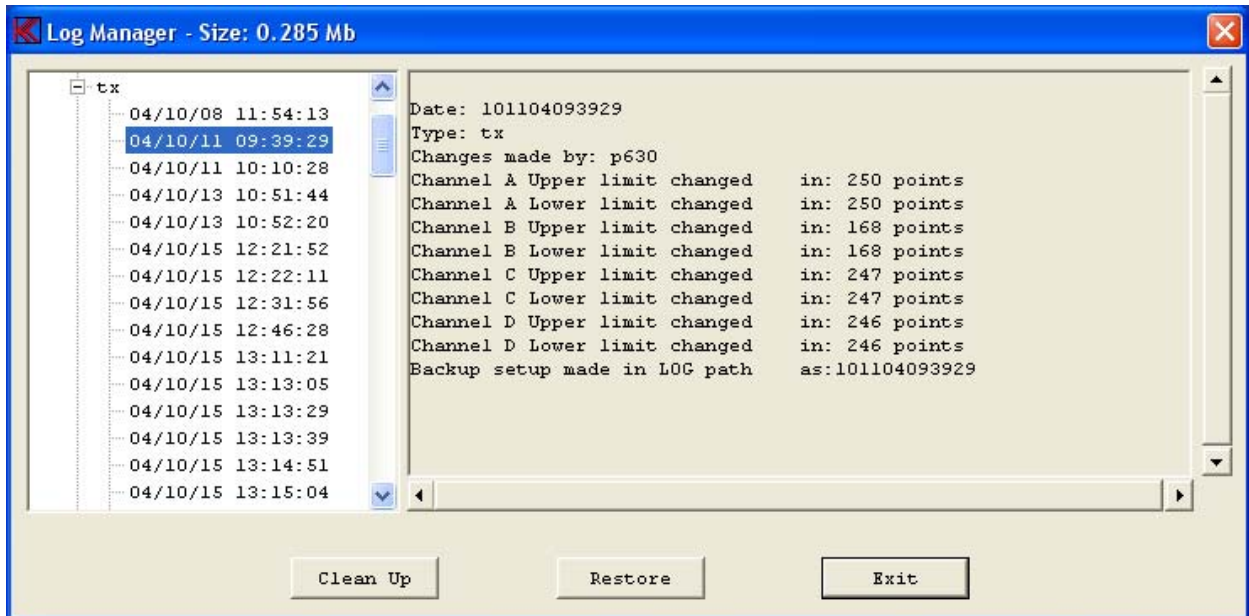 Log Manager - Size: 0.285 Mb
tx
04/10/08 11:54:13
04/10/11 09:39:29
04/10/11 10:10:28
04/10/13 10:51:44
04/10/13 10:52:20
04/10/15 12:21:52
04/10/15 12:22:11
04/10/15 12:31:56
04/10/15 12:46:28
04/10/15 13:11:21
04/10/15 13:13:05
04/10/15 13:13:29
04/10/15 13:13:39
04/10/15 13:14:51
04/10/15 13:15:04
Date: 101104093929
Type: tx
Changes made by: p630
Channel A Upper limit changed in: 250 points
Channel A Lower limit changed in: 250 points
Channel B Upper limit changed in: 168 points
Channel B Lower limit changed in: 168 points
Channel C Upper limit changed in: 247 points
Channel C Lower limit changed in: 247 points
Channel D Upper limit changed in: 246 points
Channel D Lower limit changed in: 246 points
Backup setup made in LOG path as:101104093929
Clean Up
Restore
Exit